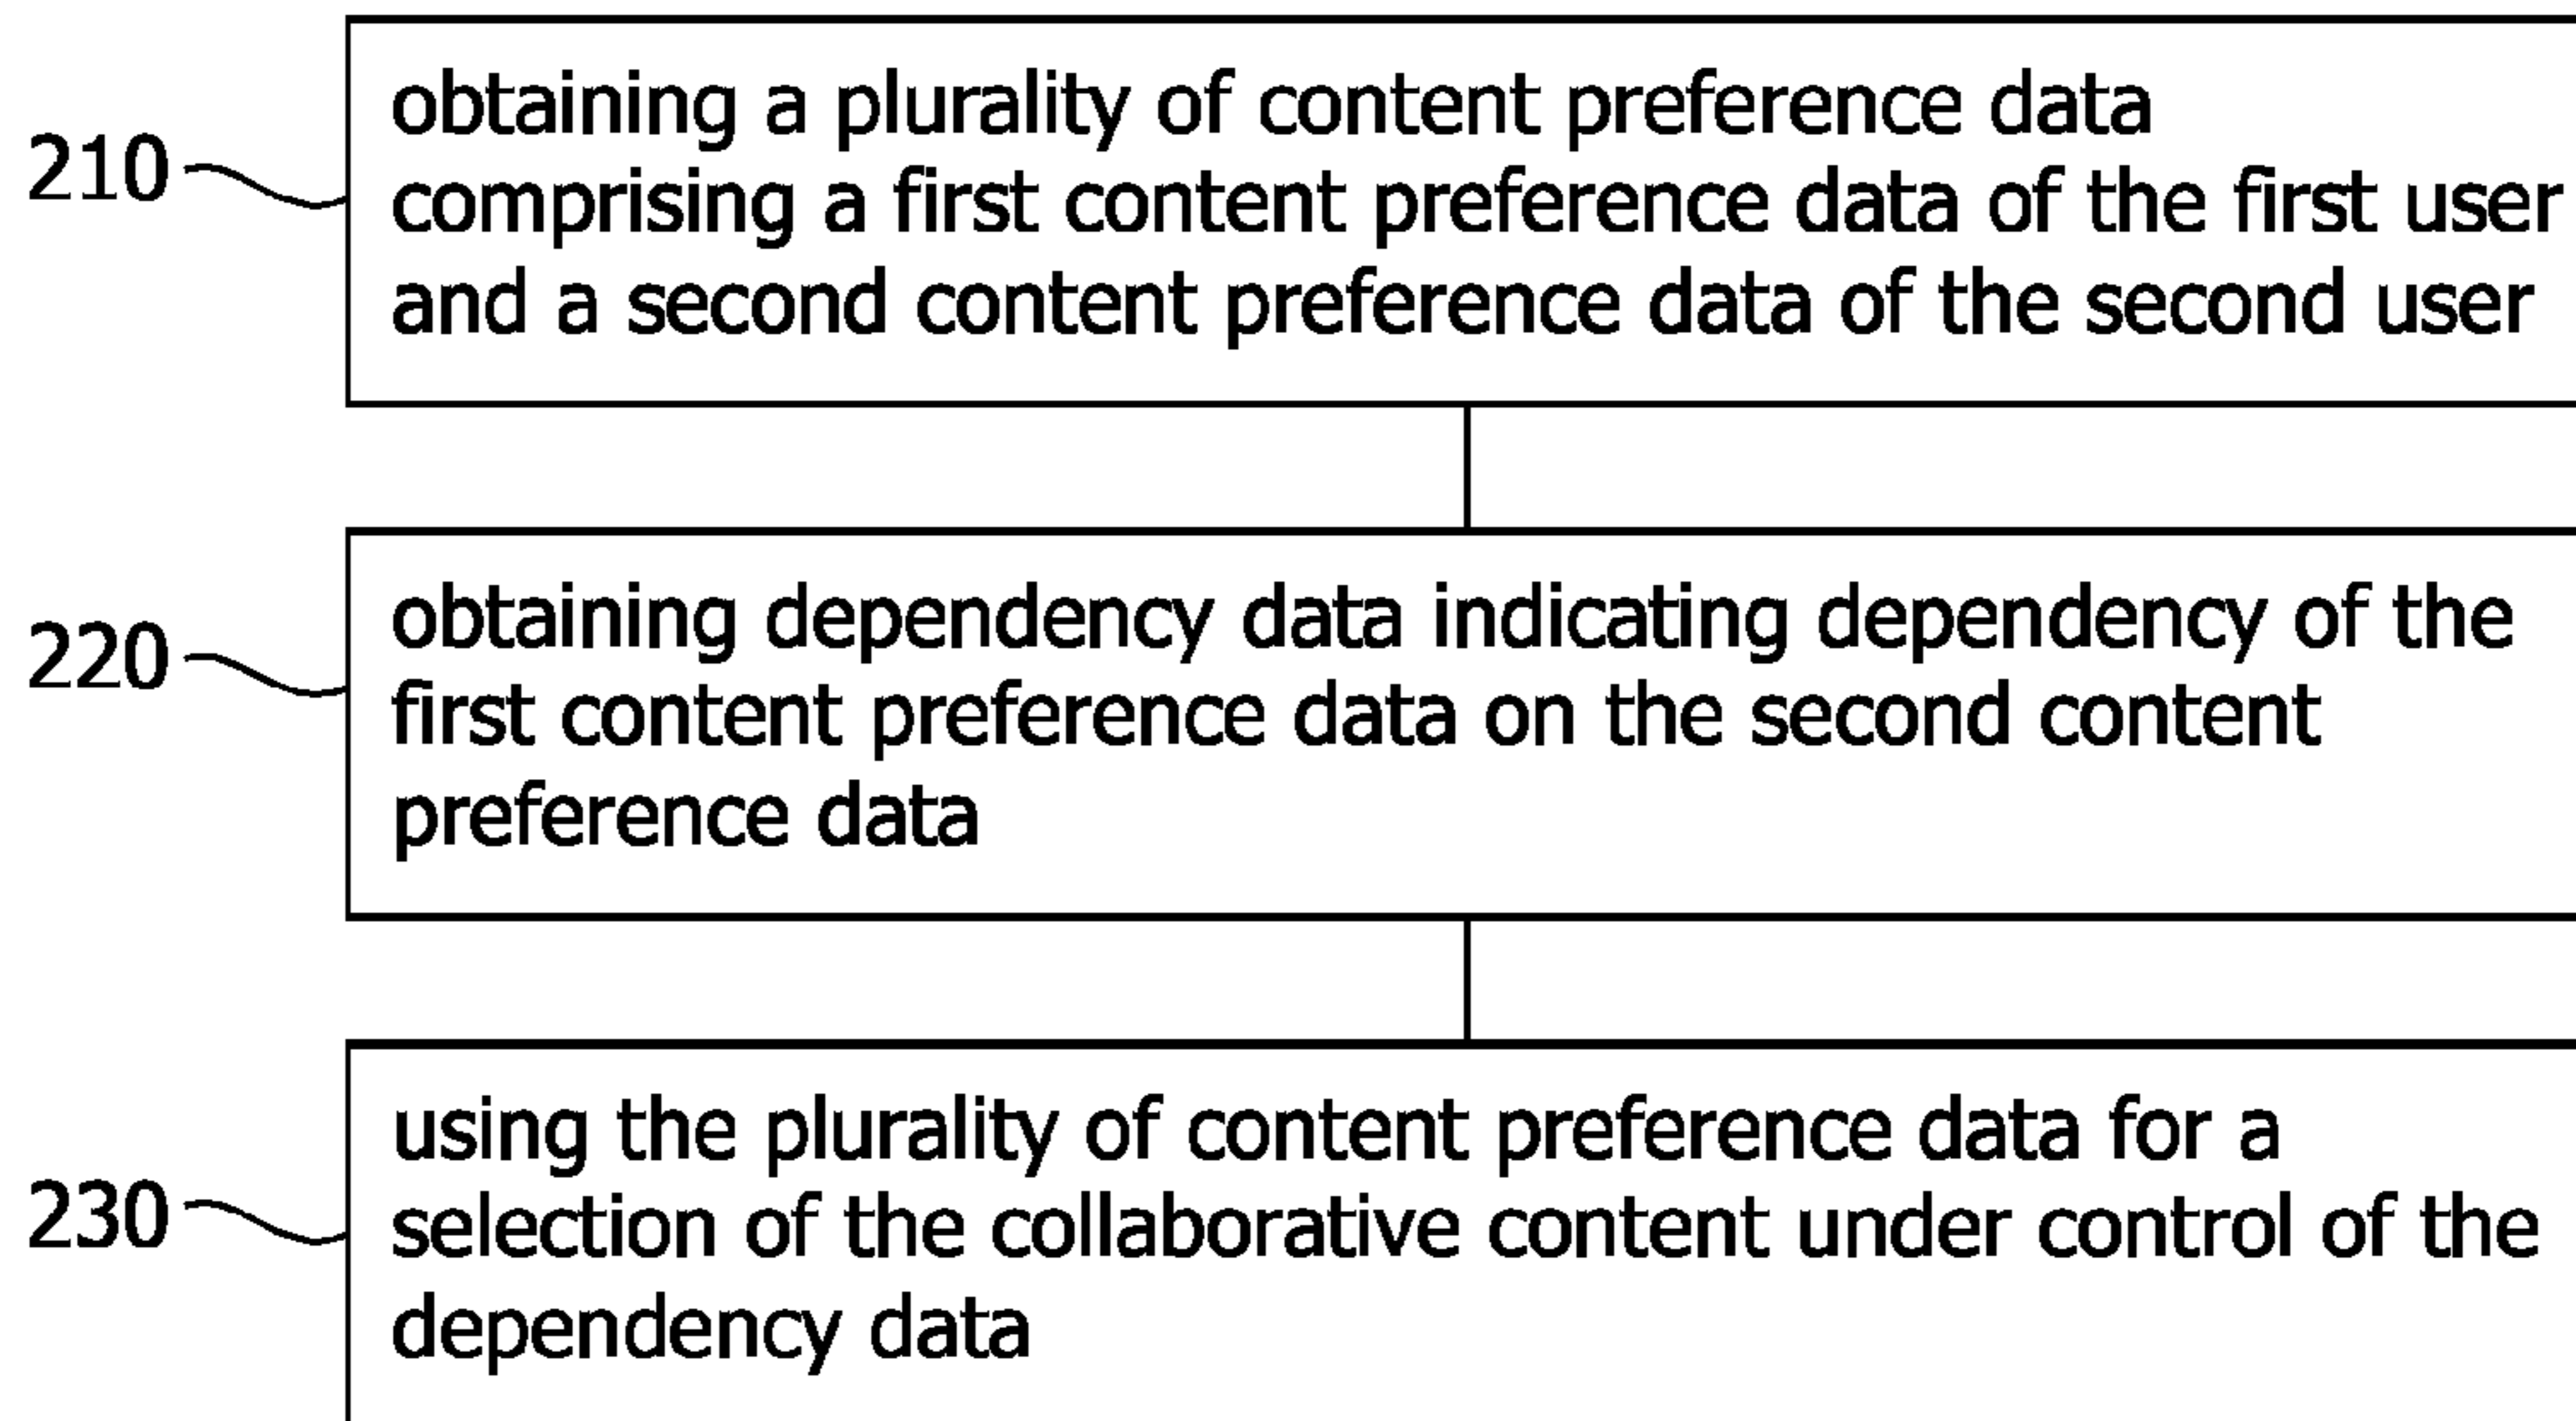 210
obtaining a plurality of content preference data
comprising a first content preference data of the first user
and a second content preference data of the second user
220
obtaining dependency data indicating dependency of the
first content preference data on the second content
preference data
230
using the plurality of content preference data for a
selection of the collaborative content under control of the
dependency data